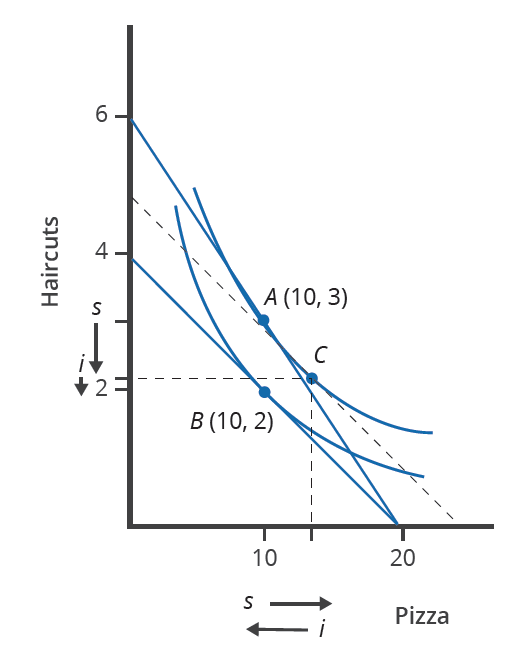 6
Haircuts
4
A (10, 3)
s
C
i
2
B (10, 2)
10
20
s
i
Pizza